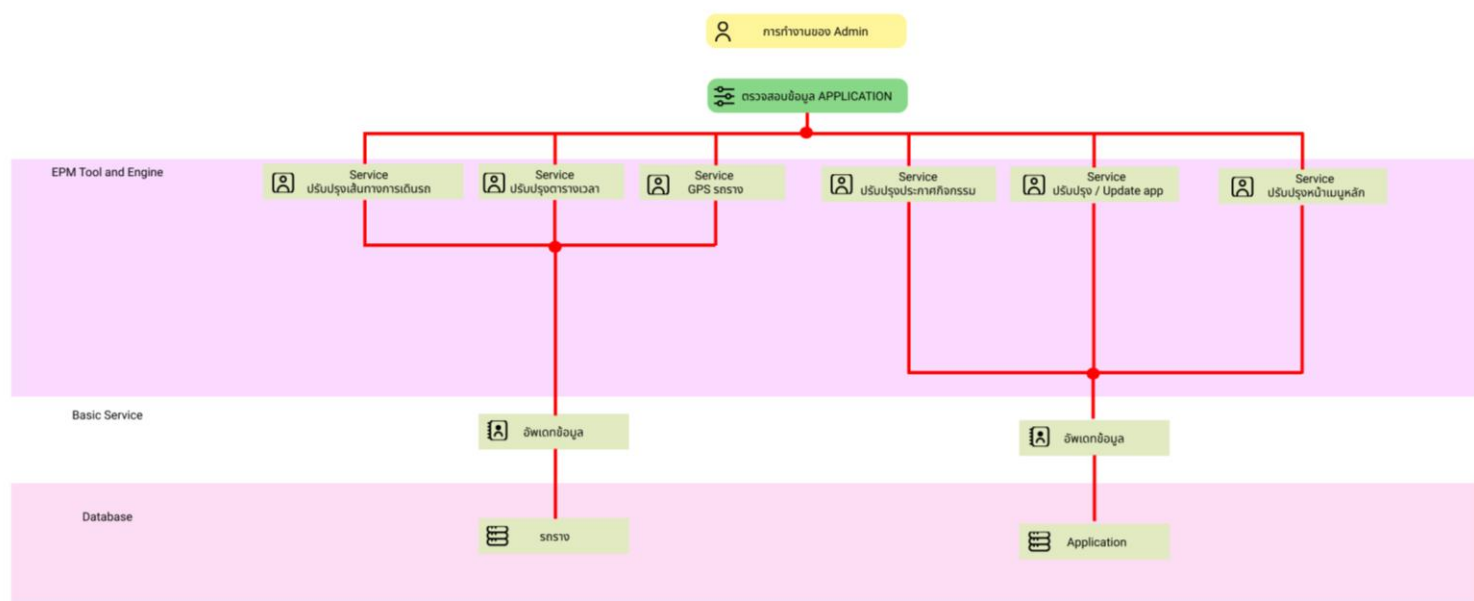 การทำงานของ Admin
ตรวจสอบข้อมูล APPLICATION
EPM Tool and Engine
Service
ปรับปรุงเส้นทางการเดินรถ
Service
ปรับปรุงตารางเวลา
Service
GPS รถราง
Service
ปรับปรุงประกาศกิจกรรม
Service
ปรับปรุง / Update app
Service
ปรับปรุงหน้าเมนูหลัก
Basic Service
อัพเดทข้อมูล
อัพเดทข้อมูล
Database
รถราง
Application